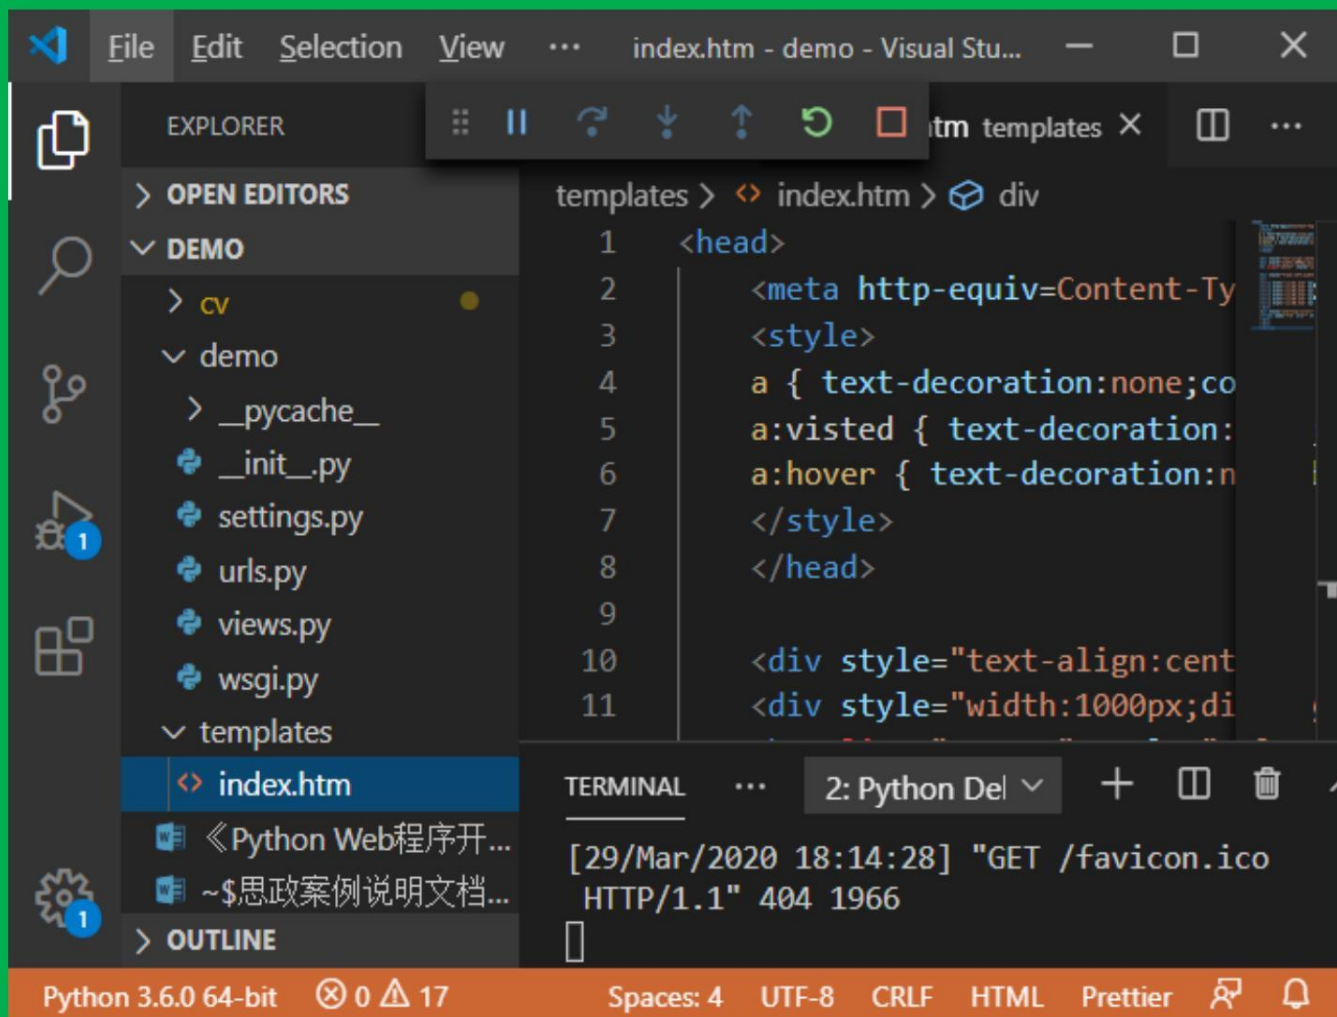 File Edit Selection View ··· index.htm - demo - Visual Stu...
EXPLORER
tm templates
OPEN EDITORS
DEMO
cv
demo
__pycache__
__init__.py
settings.py
urls.py
views.py
wsgi.py
templates
index.htm
《Python Web程序开...
~$思政案例说明文档...
OUTLINE
templates > index.htm > div
1 <head>
2 <meta http-equiv=Content-Ty
3 <style>
4 a { text-decoration:none;co
5 a:visted { text-decoration:
6 a:hover { text-decoration:n
7 </style>
8 </head>
9
10 <div style="text-align:cent
11 <div style="width:1000px;di
TERMINAL ··· 2: Python De
[29/Mar/2020 18:14:28] "GET /favicon.ico
HTTP/1.1" 404 1966
1
1
Python 3.6.0 64-bit 0 17 Spaces: 4 UTF-8 CRLF HTML Prettier